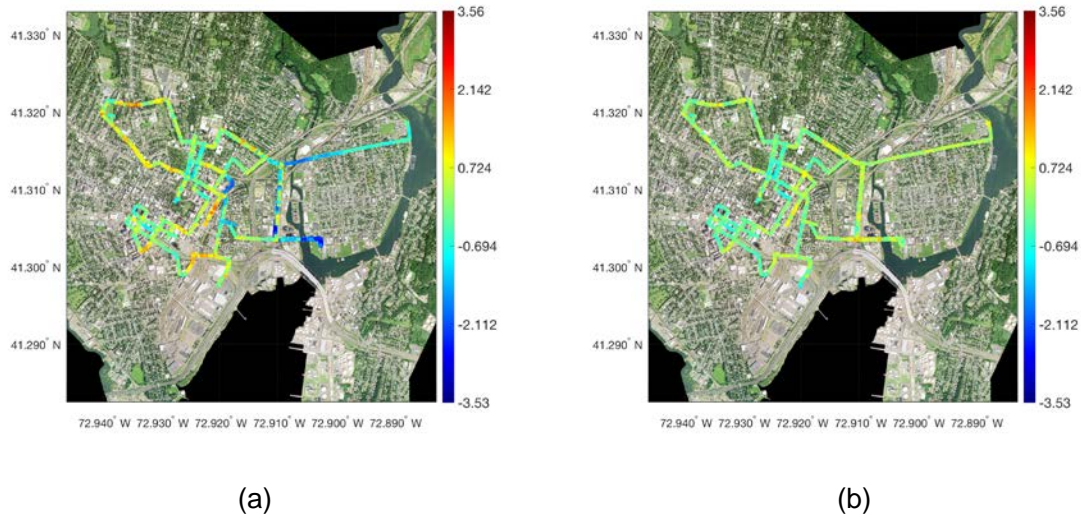 3.56
3.56
41.330° N
41.330° N
2.142
2.142
41.320° N
41.320° N
0.724
0.724
41.310° N
41.310° N
-0.694
-0.694
41.300° N
41.300° N
-2.112
-2.112
41.290° N
41.290° N
-3.53
-3.53
72.940° W 72.930° W 72.920° W 72.910° W 72.900° W 72.890° W
72.940° W 72.930° W 72.920° W 72.910° W 72.900° W 72.890° W
(a)
(b)